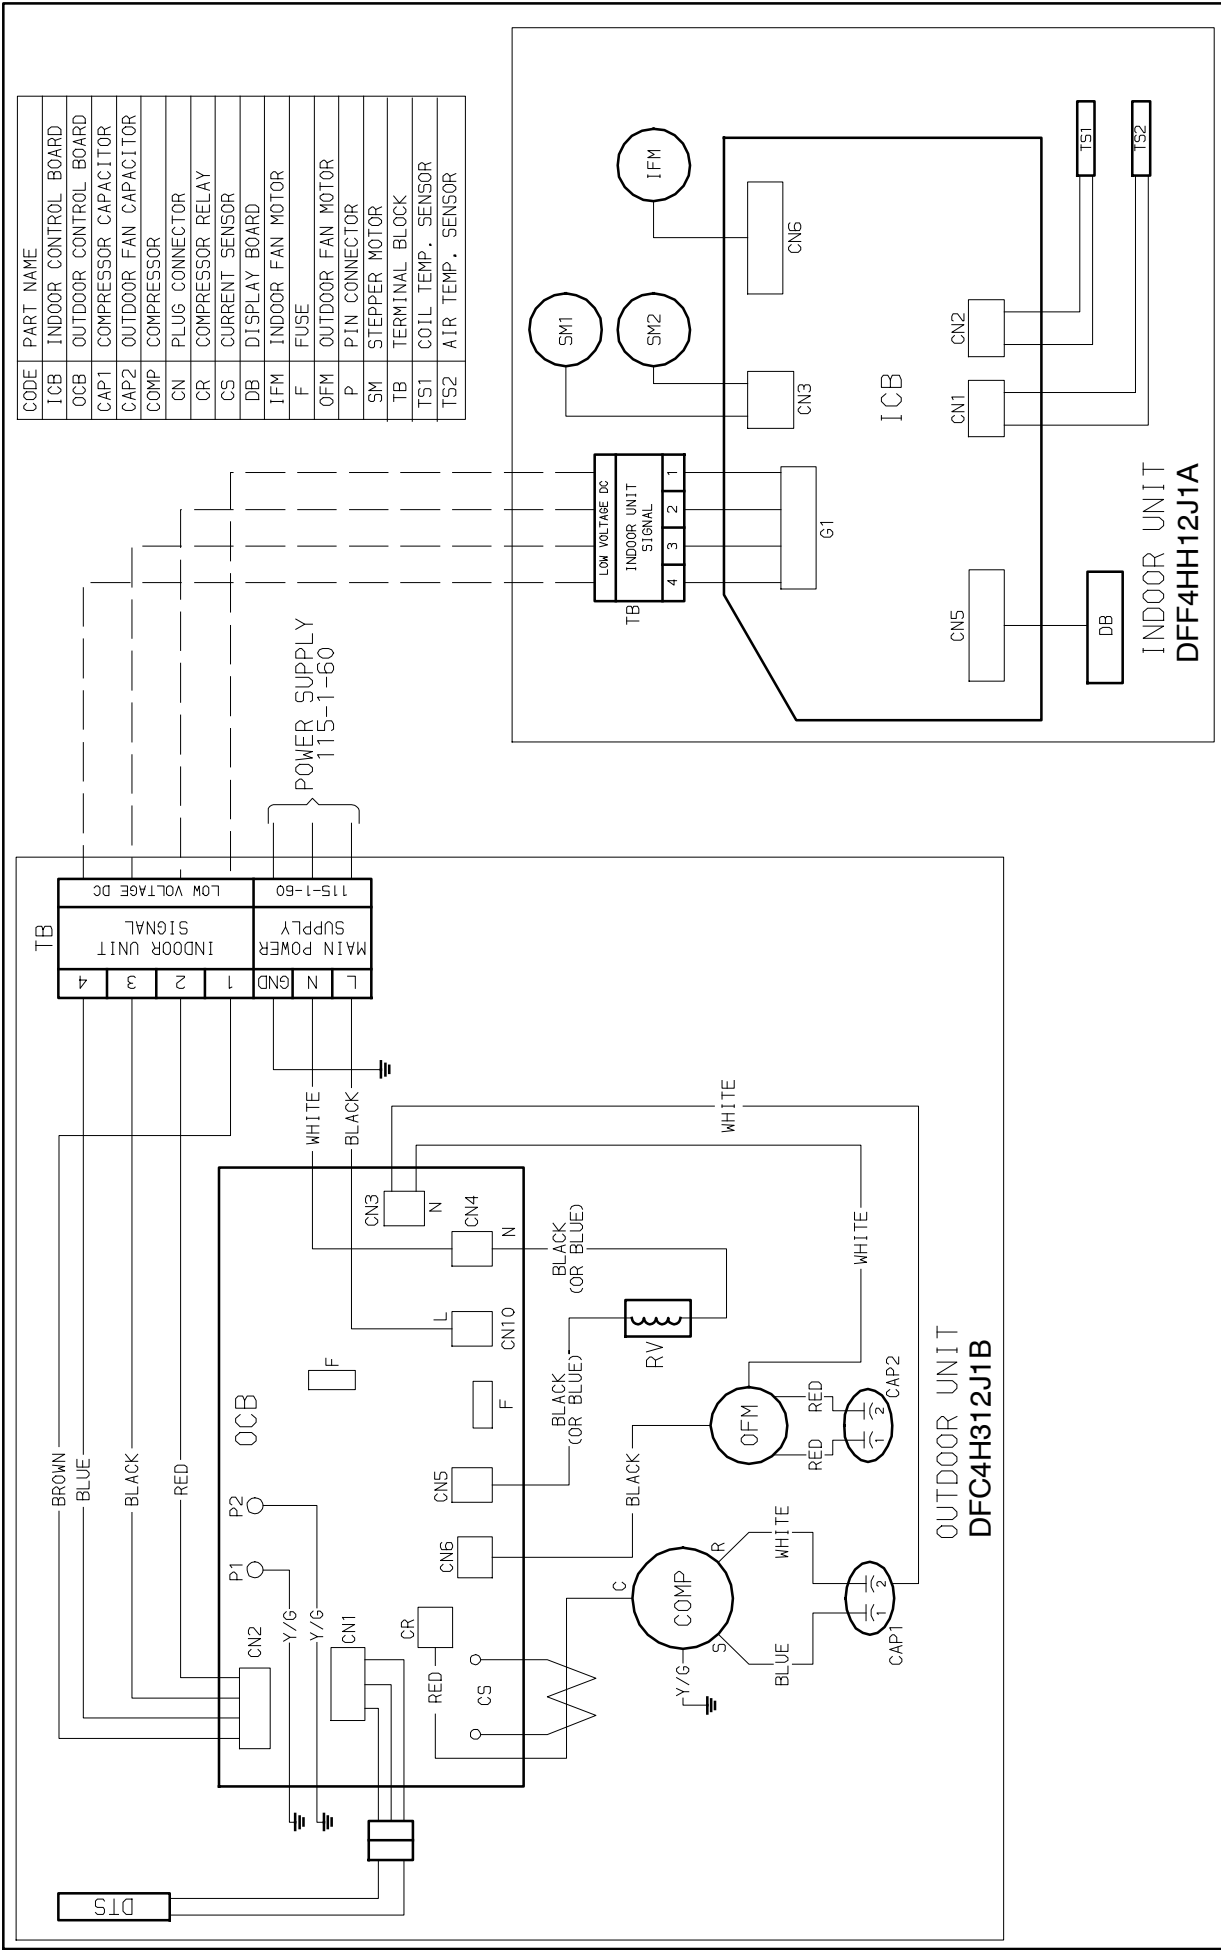 CODE PART NAME
ICB INDOOR CONTROL BOARD
OCB OUTDOOR CONTROL BOARD
CAP1 COMPRESSOR CAPACITOR
CAP2 OUTDOOR FAN CAPACITOR
COMP COMPRESSOR
CN PLUG CONNECTOR
CR COMPRESSOR RELAY
CS CURRENT SENSOR
DB DISPLAY BOARD
IFM INDOOR FAN MOTOR
F FUSE
OFM OUTDOOR FAN MOTOR
P PIN CONNECTOR
SM STEPPER MOTOR
TB TERMINAL BLOCK
TS1 COIL TEMP. SENSOR
TS2 AIR TEMP. SENSOR
DTS
TB
4
3
2
1
GND
N
L
INDOOR UNIT
SIGNAL
MAIN POWER
SUPPLY
LOW VOLTAGE DC
115-1-60
POWER SUPPLY
115-1-60
BROWN
BLUE
BLACK
RED
WHITE
BLACK
CN2
P1
P2
OCB
Y/G
Y/G
CN1
F
F
CN3
N
CN4
N
L
CN10
CR
CN6
CN5
RED
CS
BLACK
(OR BLUE)
BLACK
(OR BLUE)
RV
WHITE
WHITE
BLACK
C
COMP
S
R
Y/G
BLUE
WHITE
1
2
CAP1
OFM
RED
RED
1
2
CAP2
OUTDOOR UNIT
DFC4H312J1B
TB
LOW VOLTAGE DC
INDOOR UNIT
SIGNAL
4
3
2
1
G1
SM1
SM2
IFM
CN3
CN6
ICB
CN5
CN1
CN2
DB
TS1
TS2
INDOOR UNIT
DFF4HH12J1A